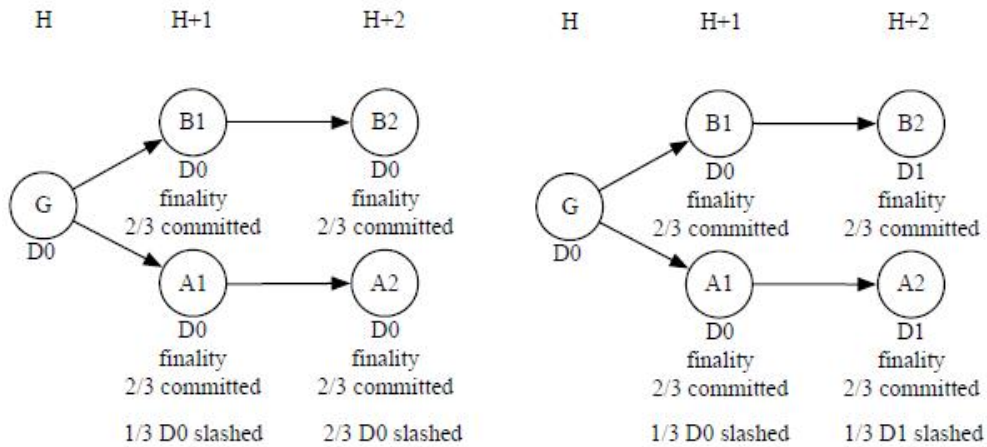 H H+1 H+2
B1 B2
D0 D0
finality finality
2/3 committed 2/3 committed
G
D0
A1 A2
D0 D0
finality finality
2/3 committed 2/3 committed
1/3 D0 slashed 2/3 D0 slashed
H H+1 H+2
B1 B2
D0 D1
finality finality
2/3 committed 2/3 committed
G
D0
A1 A2
D0 D1
finality finality
2/3 committed 2/3 committed
1/3 D0 slashed 1/3 D1 slashed